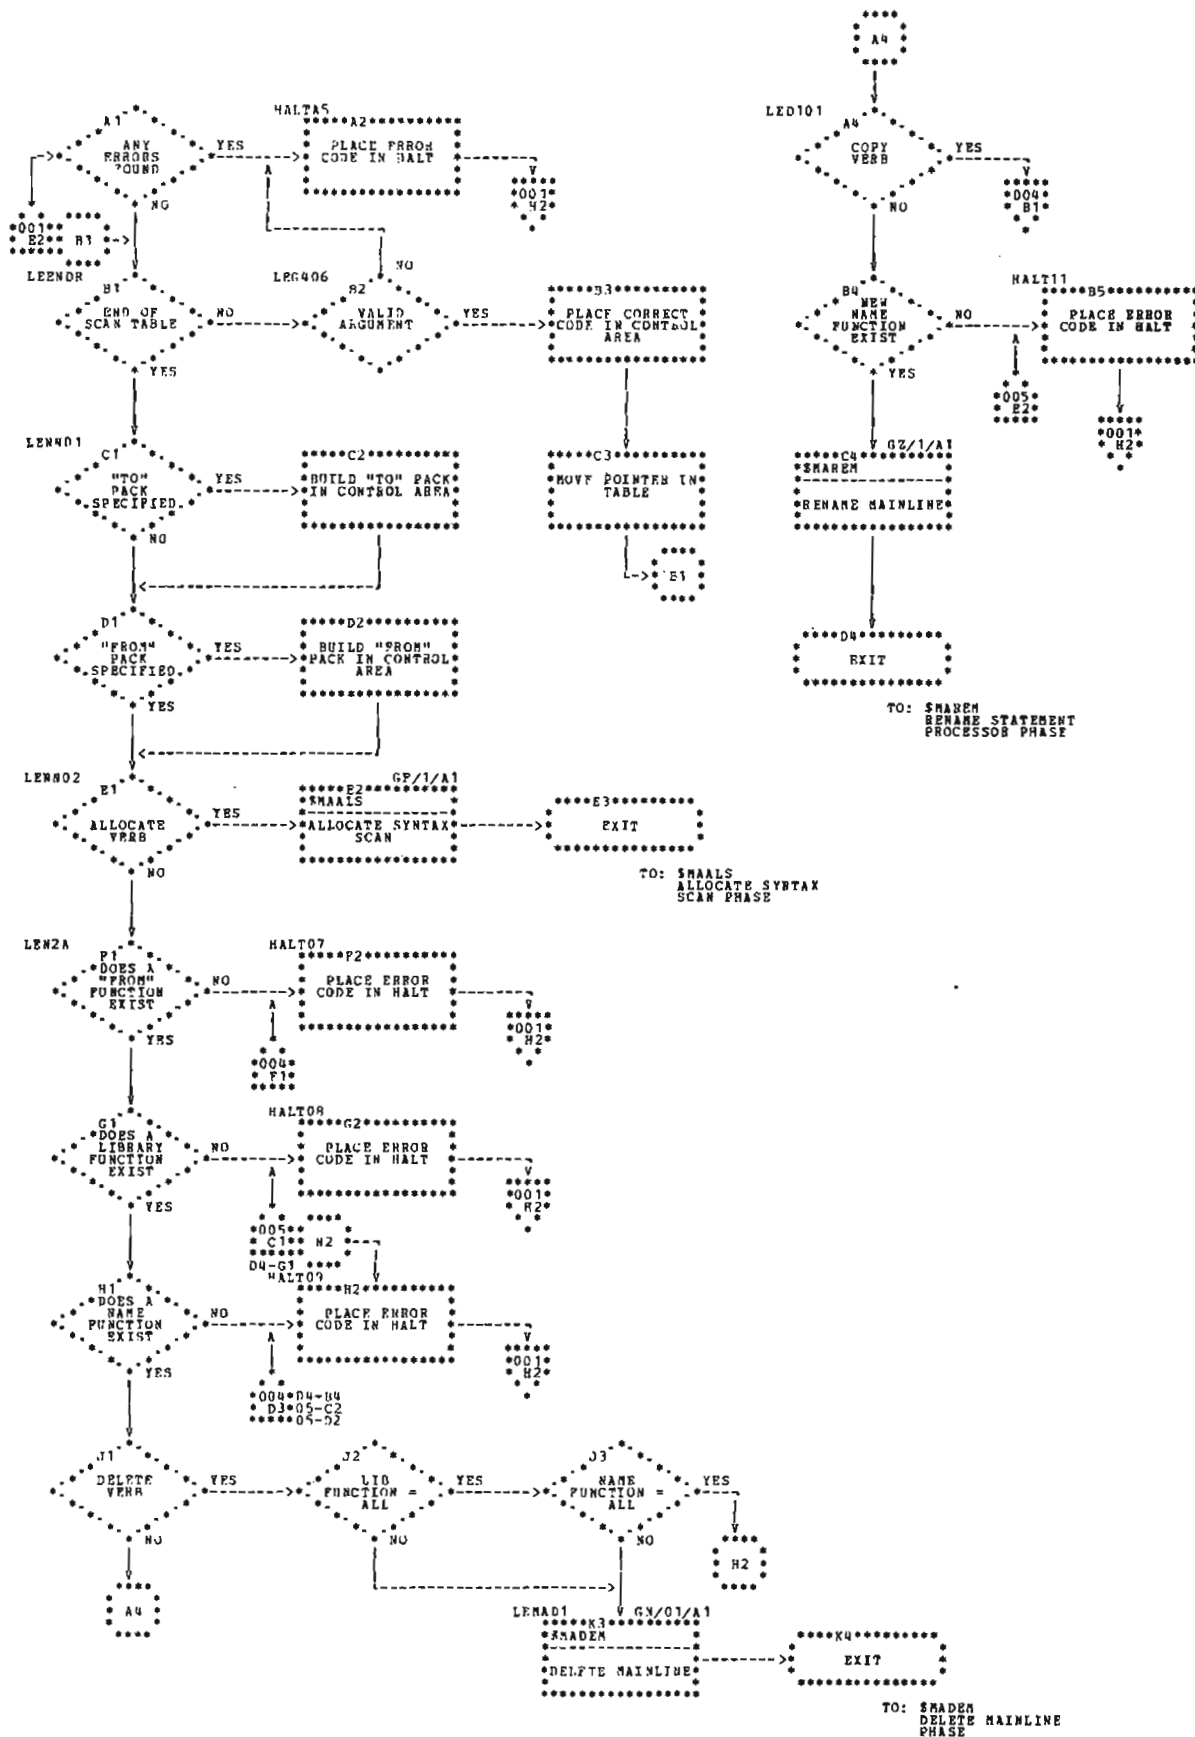 A4
LED101
A4
COPY
VERB
YES
NO
004
B1
HALTA5
A1
ANY
ERRORS
FOUND
YES
NO
A2
PLACE ERROR
CODE IN HALT
001
H2
001
E2
B1
LEENDR
B1
END OF
SCAN TABLE
NO
YES
LEG406
NO
B2
VALID
ARGUMENT
YES
B3
PLACE CORRECT
CODE IN CONTROL
AREA
B4
NEW
NAME
FUNCTION
EXIST
NO
YES
HALT11
B5
PLACE ERROR
CODE IN HALT
005
E2
001
H2
LEN401
C1
"TO"
PACK
SPECIFIED
YES
NO
C2
BUILD "TO" PACK
IN CONTROL AREA
C3
MOVE POINTER IN
TABLE
B1
GZ/1/A1
C4
$MAREM
RENAME MAINLINE
D1
"FROM"
PACK
SPECIFIED
YES
YES
D2
BUILD "FROM"
PACK IN CONTROL
AREA
D4
EXIT
TO: $MAREM
RENAME STATEMENT
PROCESSOR PHASE
LENN02
E1
ALLOCATE
VERB
YES
NO
GP/1/A1
E2
$MAALS
ALLOCATE SYNTAX
SCAN
E3
EXIT
TO: $MAALS
ALLOCATE SYNTAX
SCAN PHASE
LEN2A
F1
DOES A
"FROM"
FUNCTION
EXIST
NO
YES
HALT07
F2
PLACE ERROR
CODE IN HALT
001
H2
004
F1
G1
DOES A
LIBRARY
FUNCTION
EXIST
NO
YES
HALT08
G2
PLACE ERROR
CODE IN HALT
001
H2
005
C1
D4-G1
H2
HALT09
H1
DOES A
NAME
FUNCTION
EXIST
NO
YES
H2
PLACE ERROR
CODE IN HALT
001
H2
004 D4-B4
D3 05-C2
05-D2
J1
DELETE
VERB
YES
NO
J2
LIB
FUNCTION =
ALL
YES
NO
J3
NAME
FUNCTION =
ALL
YES
NO
H2
A4
LEMAD1
GN/01/A1
K3
$MADEM
DELETE MAINLINE
K4
EXIT
TO: $MADEM
DELETE MAINLINE
PHASE